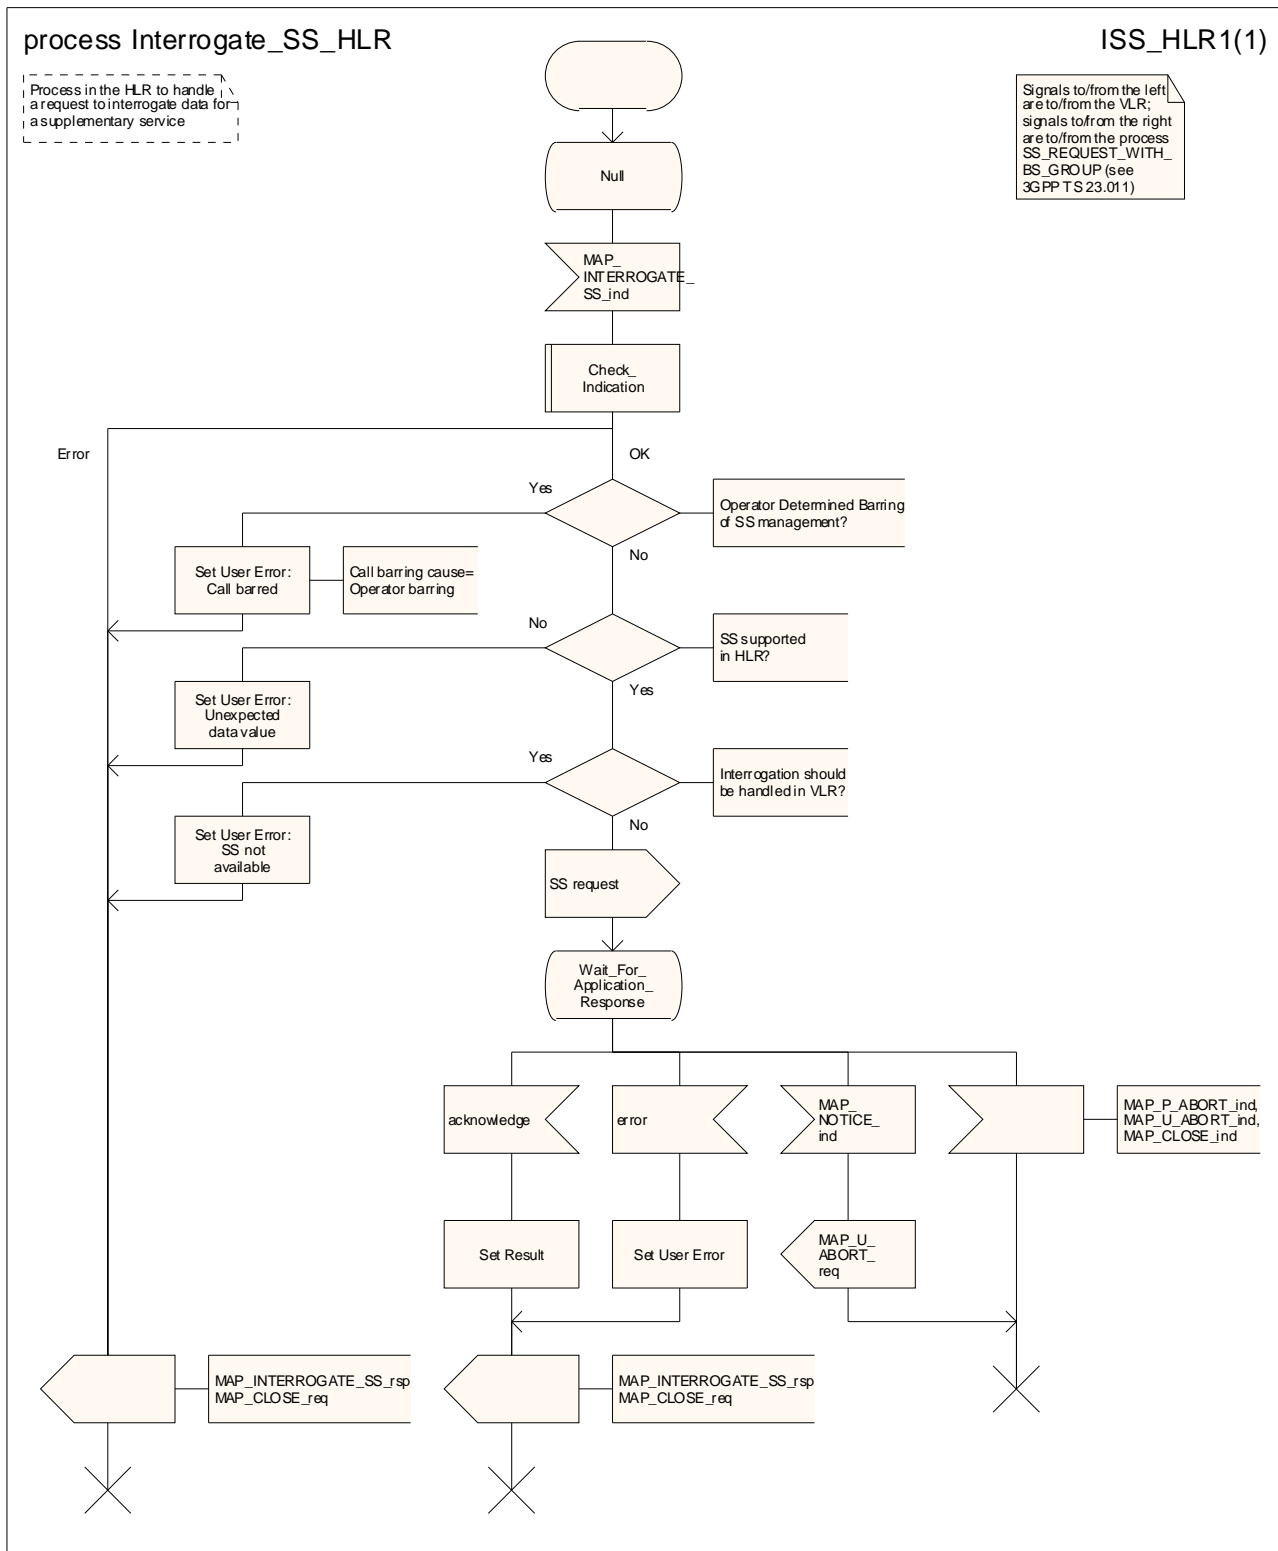 process Interrogate_SS_HLR
ISS_HLR1(1)
Process in the HLR to handle
a request to interrogate data for
a supplementary service
Signals to/from the left
are to/from the VLR;
signals to/from the right
are to/from the process
SS_REQUEST_WITH_
BS_GROUP (see
3GPP TS 23.011)
Null
MAP_
INTERROGATE_
SS_ind
Check_
Indication
Error
OK
Yes
Operator Determined Barring
of SS management?
No
Set User Error:
Call barred
Call barring cause=
Operator barring
No
SS supported
in HLR?
Yes
Set User Error:
Unexpected
data value
Yes
Interrogation should
be handled in VLR?
No
Set User Error:
SS not
available
SS request
Wait_For_
Application_
Response
acknowledge
error
MAP_
NOTICE_
ind
MAP_P_ABORT_ind,
MAP_U_ABORT_ind,
MAP_CLOSE_ind
Set Result
Set User Error
MAP_U_
ABORT_
req
MAP_INTERROGATE_SS_rsp
MAP_CLOSE_req
MAP_INTERROGATE_SS_rsp
MAP_CLOSE_req